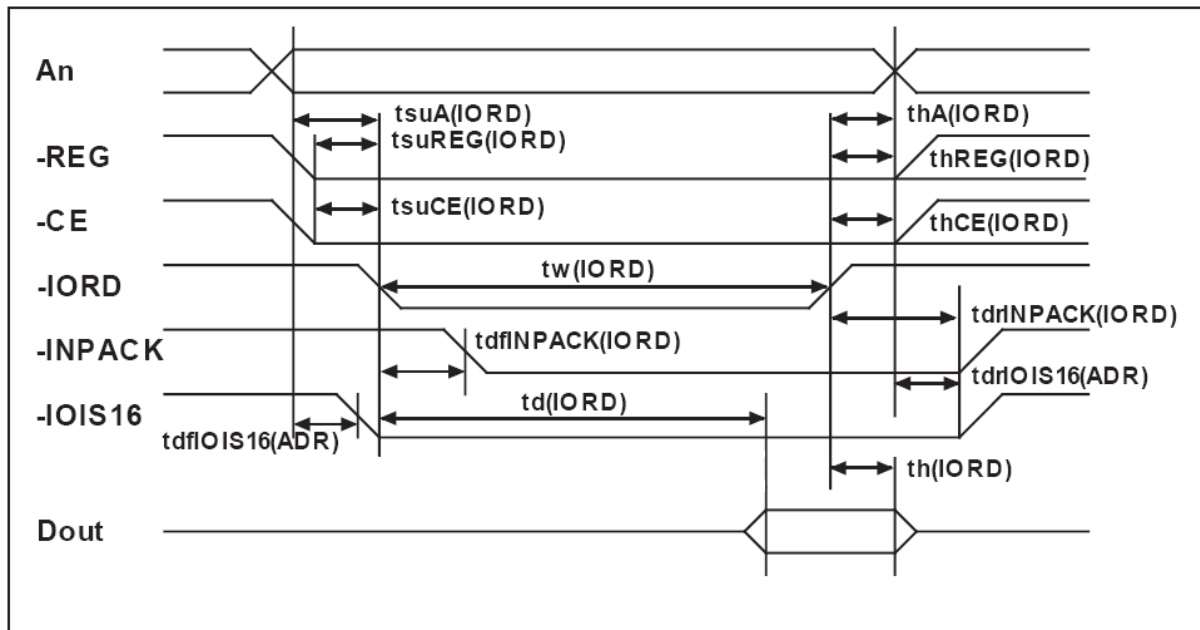 An
tsuA(IORD)
thA(IORD)
tsuREG(IORD)
-REG
thREG(IORD)
tsuCE(IORD)
-CE
thCE(IORD)
tw(IORD)
-IORD
tdrINPACK(IORD)
tdfINPACK(IORD)
-INPACK
tdrIOIS16(ADR)
td(IORD)
-IOIS16
tdfIOIS16(ADR)
th(IORD)
Dout